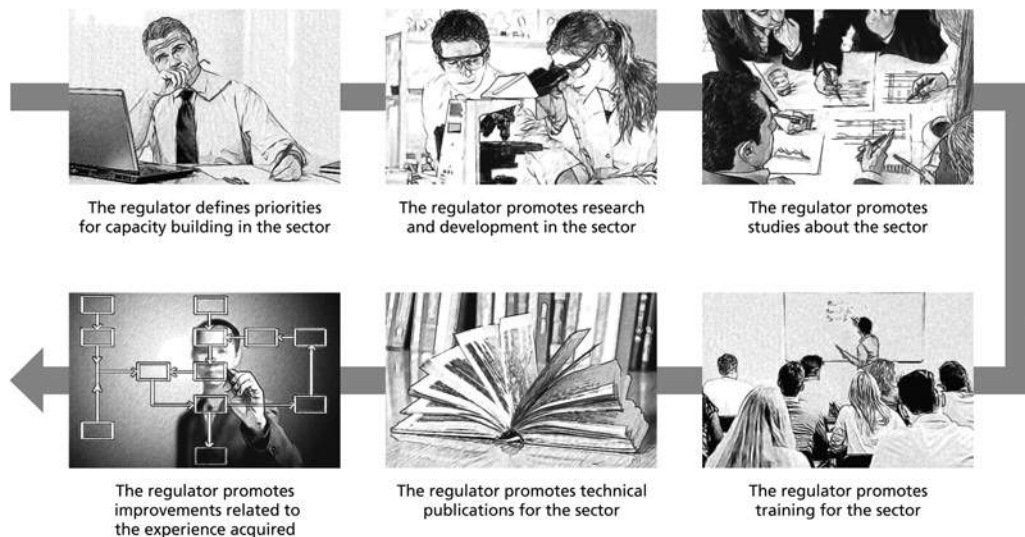 The regulator defines priorities
for capacity building in the sector
The regulator promotes research
and development in the sector
The regulator promotes
studies about the sector
The regulator promotes
training for the sector
The regulator promotes technical
publications for the sector
The regulator promotes
improvements related to
the experience acquired